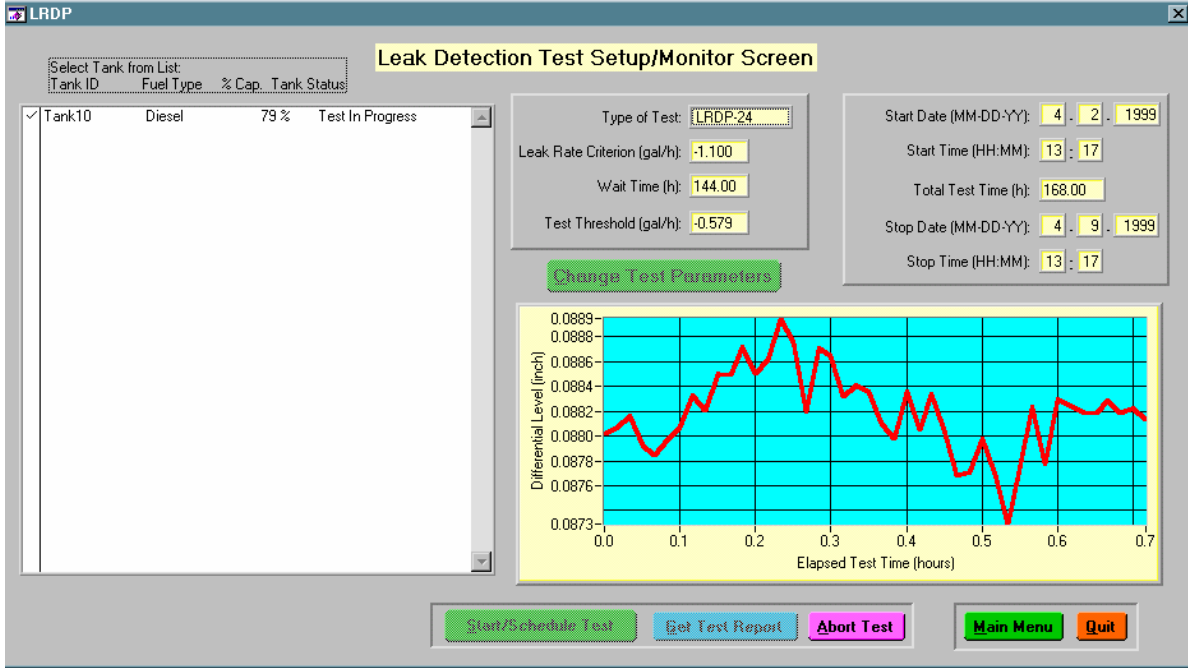 LRDP
Leak Detection Test Setup/Monitor Screen
Select Tank from List:
Tank ID Fuel Type % Cap. Tank Status
Tank10 Diesel 79 % Test In Progress
Type of Test: LRDP-24
Leak Rate Criterion (gal/h): -1.100
Wait Time (h): 144.00
Test Threshold (gal/h): -0.579
Change Test Parameters
Start Date (MM-DD-YY): 4 - 2 - 1999
Start Time (HH:MM): 13 : 17
Total Test Time (h): 168.00
Stop Date (MM-DD-YY): 4 - 9 - 1999
Stop Time (HH:MM): 13 : 17
Differential Level (inch)
0.0889
0.0888
0.0886
0.0884
0.0882
0.0880
0.0878
0.0876
0.0873
0.0 0.1 0.2 0.3 0.4 0.5 0.6 0.7
Elapsed Test Time (hours)
Start/Schedule Test Get Test Report Abort Test Main Menu Quit